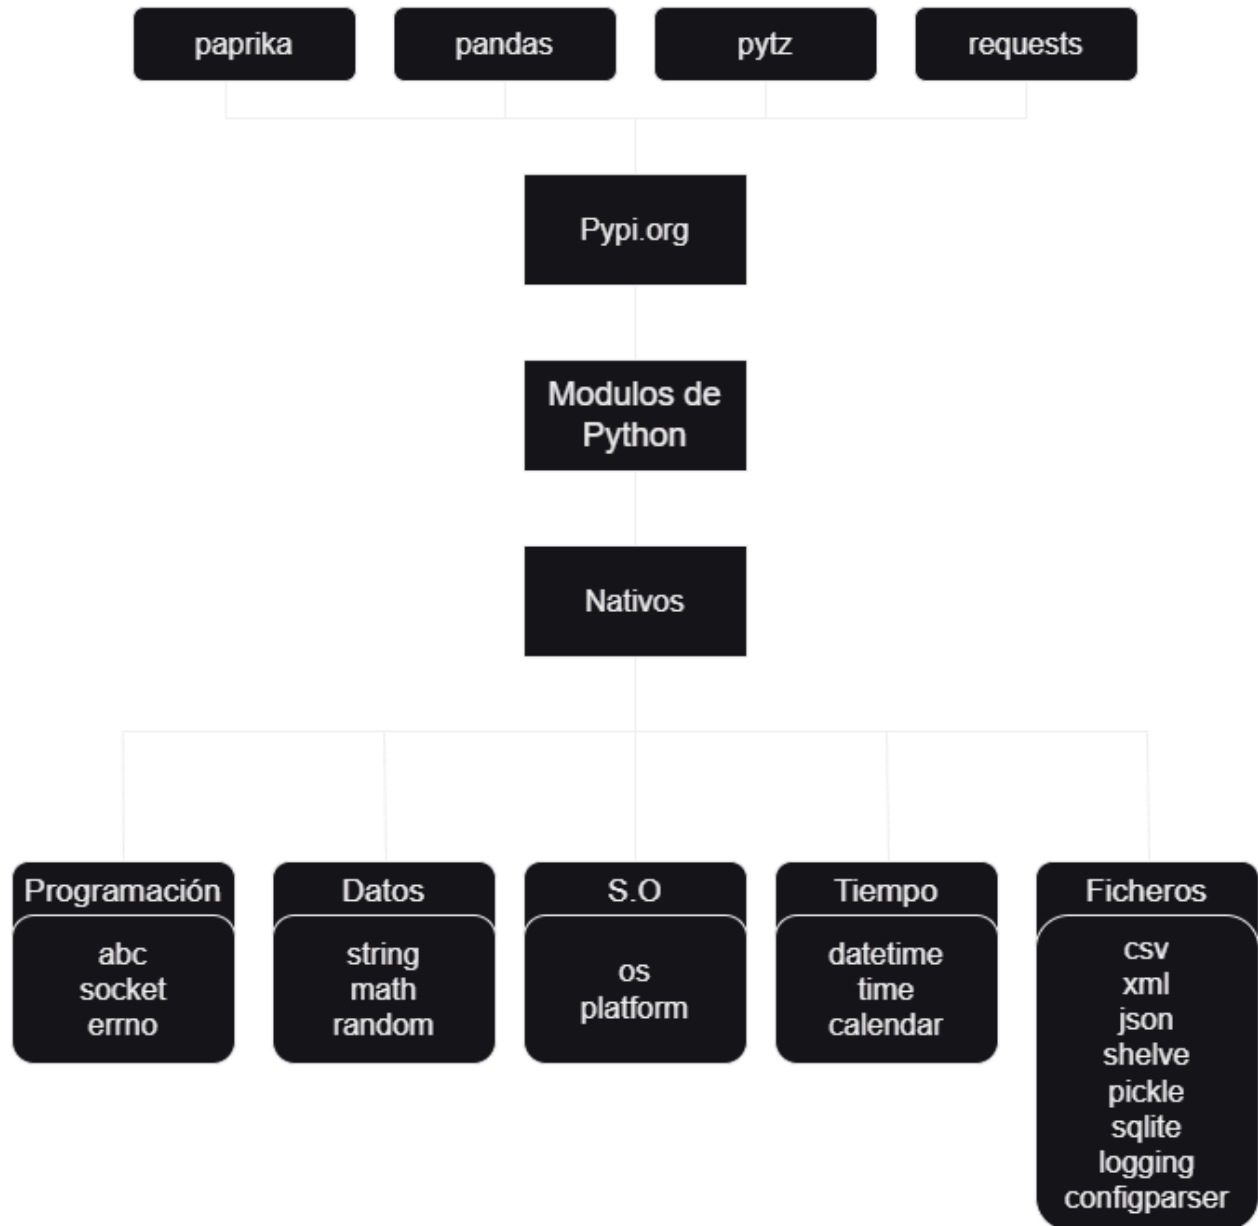 paprika
pandas
pytz
requests
Pypi.org
Modulos de
Python
Nativos
Programación
abc
socket
errno
Datos
string
math
random
S.O
os
platform
Tiempo
datetime
time
calendar
Ficheros
csv
xml
json
shelve
pickle
sqlite
logging
configparser